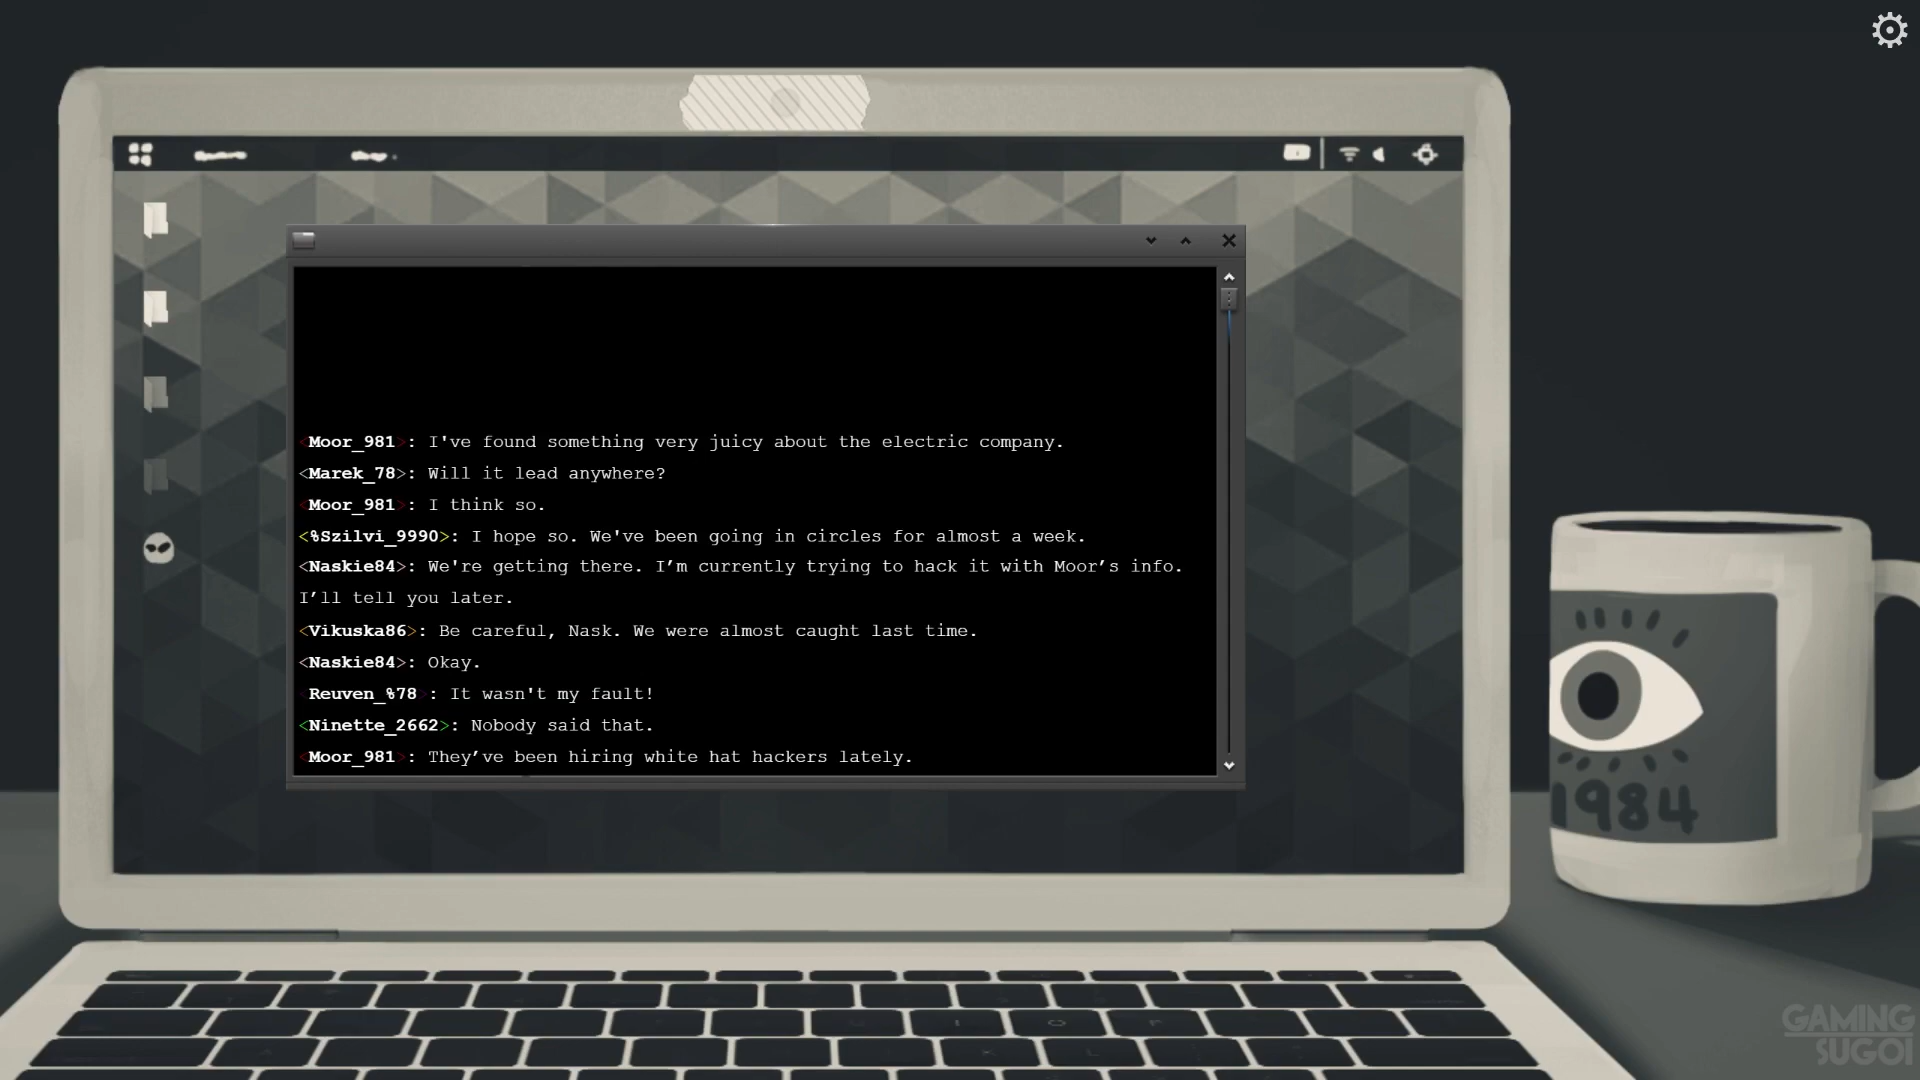 <Moor_981>: I've found something very juicy about the electric company.
<Marek_78>: Will it lead anywhere?
<Moor_981>: I think so.
<%Szilvi_9990>: I hope so. We've been going in circles for almost a week.
<Naskie84>: We're getting there. I’m currently trying to hack it with Moor’s info.
I’ll tell you later.
<Vikuska86>: Be careful, Nask. We were almost caught last time.
<Naskie84>: Okay.
<Reuven_%78>: It wasn't my fault!
<Ninette_2662>: Nobody said that.
<Moor_981>: They’ve been hiring white hat hackers lately.
1984
GAMING
SUGOI